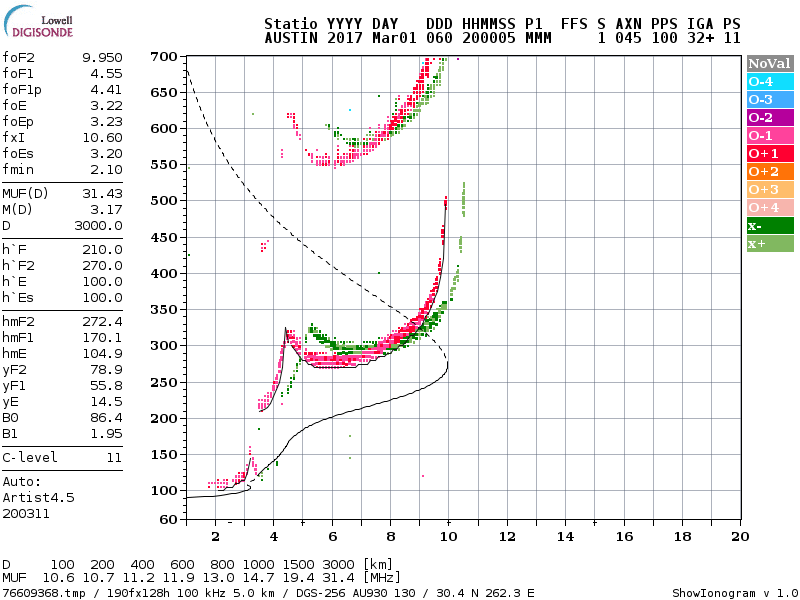 Lowell
DIGISONDE
Statio YYYY DAY DDD HHMMSS P1 FFS S AXN PPS IGA PS
AUSTIN 2017 Mar01 060 200005 MMM 1 045 100 32+ 11
foF2 9.950
foF1 4.55
foF1p 4.41
foE 3.22
foEp 3.23
fxI 10.60
foEs 3.20
fmin 2.10
MUF(D) 31.43
M(D) 3.17
D 3000.0
h`F 210.0
h`F2 270.0
h`E 100.0
h`Es 100.0
hmF2 272.4
hmF1 170.1
hmE 104.9
yF2 78.9
yF1 55.8
yE 14.5
B0 86.4
B1 1.95
C-level 11
Auto:
Artist4.5
200311
700
650
600
550
500
450
400
350
300
250
200
150
100
60
2 4 6 8 10 12 14 16 18 20
NoVal
O-4
O-3
O-2
O-1
O+1
O+2
O+3
O+4
X-
X+
D 100 200 400 600 800 1000 1500 3000 [km]
MUF 10.6 10.7 11.2 11.9 13.0 14.7 19.4 31.4 [MHz]
76609368.tmp / 190fx128h 100 kHz 5.0 km / DGS-256 AU930 130 / 30.4 N 262.3 E
ShowIonogram v 1.0